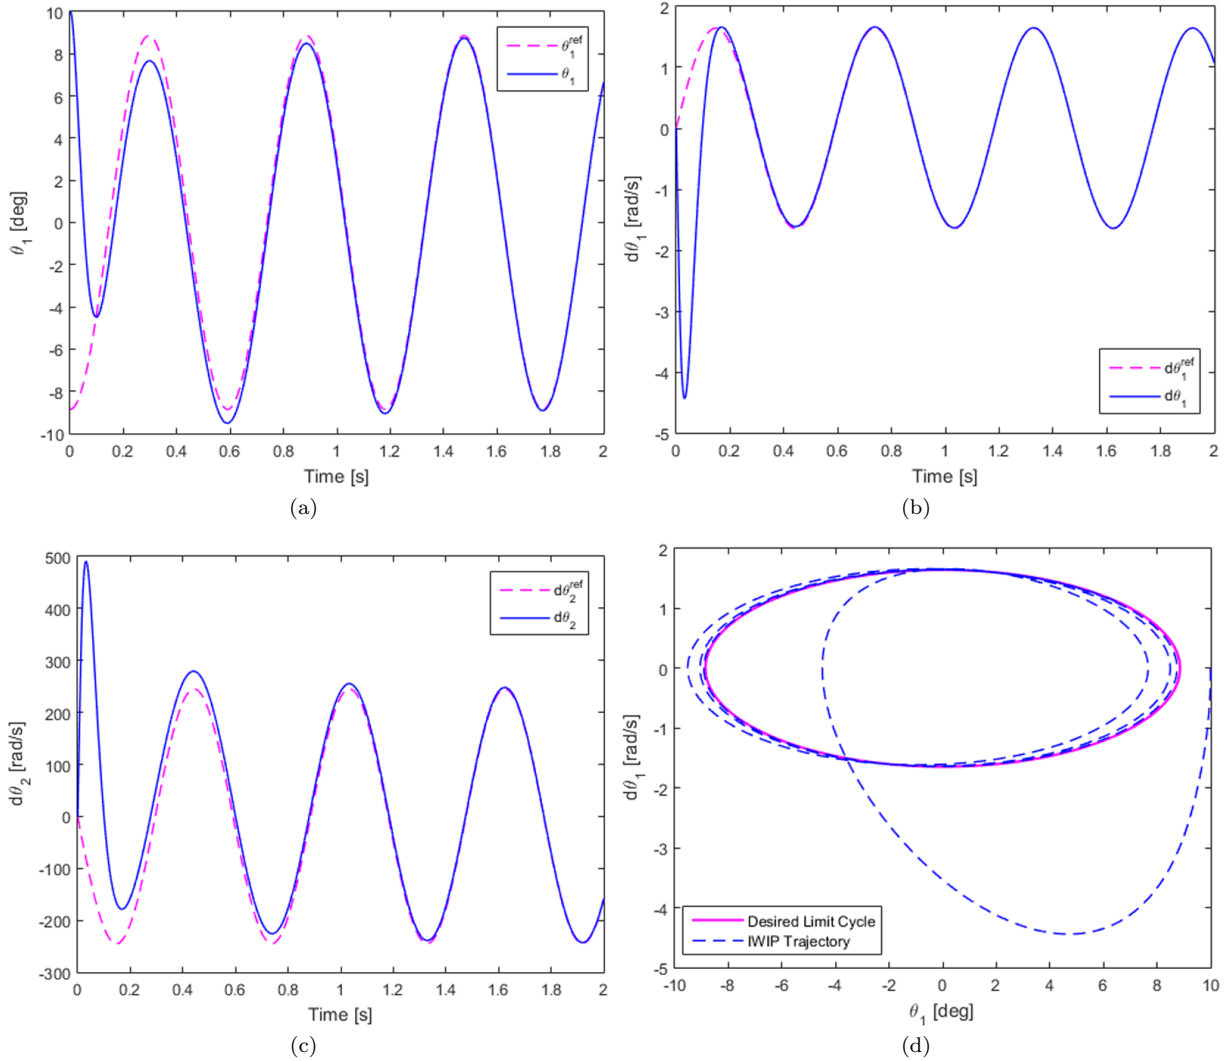 10
8
6
4
2
0
-2
-4
-6
-8
-10
θ₁ [deg]
θ₁ʳᵉᶠ
θ₁
0 0.2 0.4 0.6 0.8 1 1.2 1.4 1.6 1.8 2
Time [s]
(a)
2
1
0
-1
-2
-3
-4
-5
dθ₁ [rad/s]
dθ₁ʳᵉᶠ
dθ₁
0 0.2 0.4 0.6 0.8 1 1.2 1.4 1.6 1.8 2
Time [s]
(b)
500
400
300
200
100
0
-100
-200
-300
dθ₂ [rad/s]
dθ₂ʳᵉᶠ
dθ₂
0 0.2 0.4 0.6 0.8 1 1.2 1.4 1.6 1.8 2
Time [s]
(c)
2
1
0
-1
-2
-3
-4
-5
dθ₁ [rad/s]
Desired Limit Cycle
IWIP Trajectory
-10 -8 -6 -4 -2 0 2 4 6 8 10
θ₁ [deg]
(d)